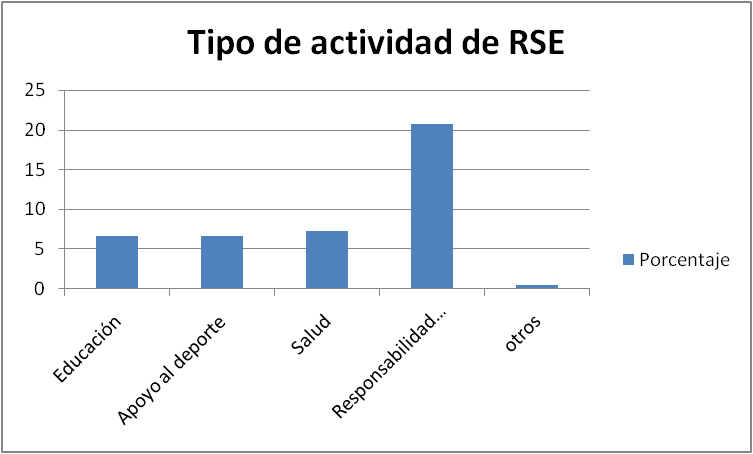 Tipo de actividad de RSE
25
20
15
10
5
0
Educación
Apoyo al deporte
Salud
Responsabilidad...
otros
Porcentaje